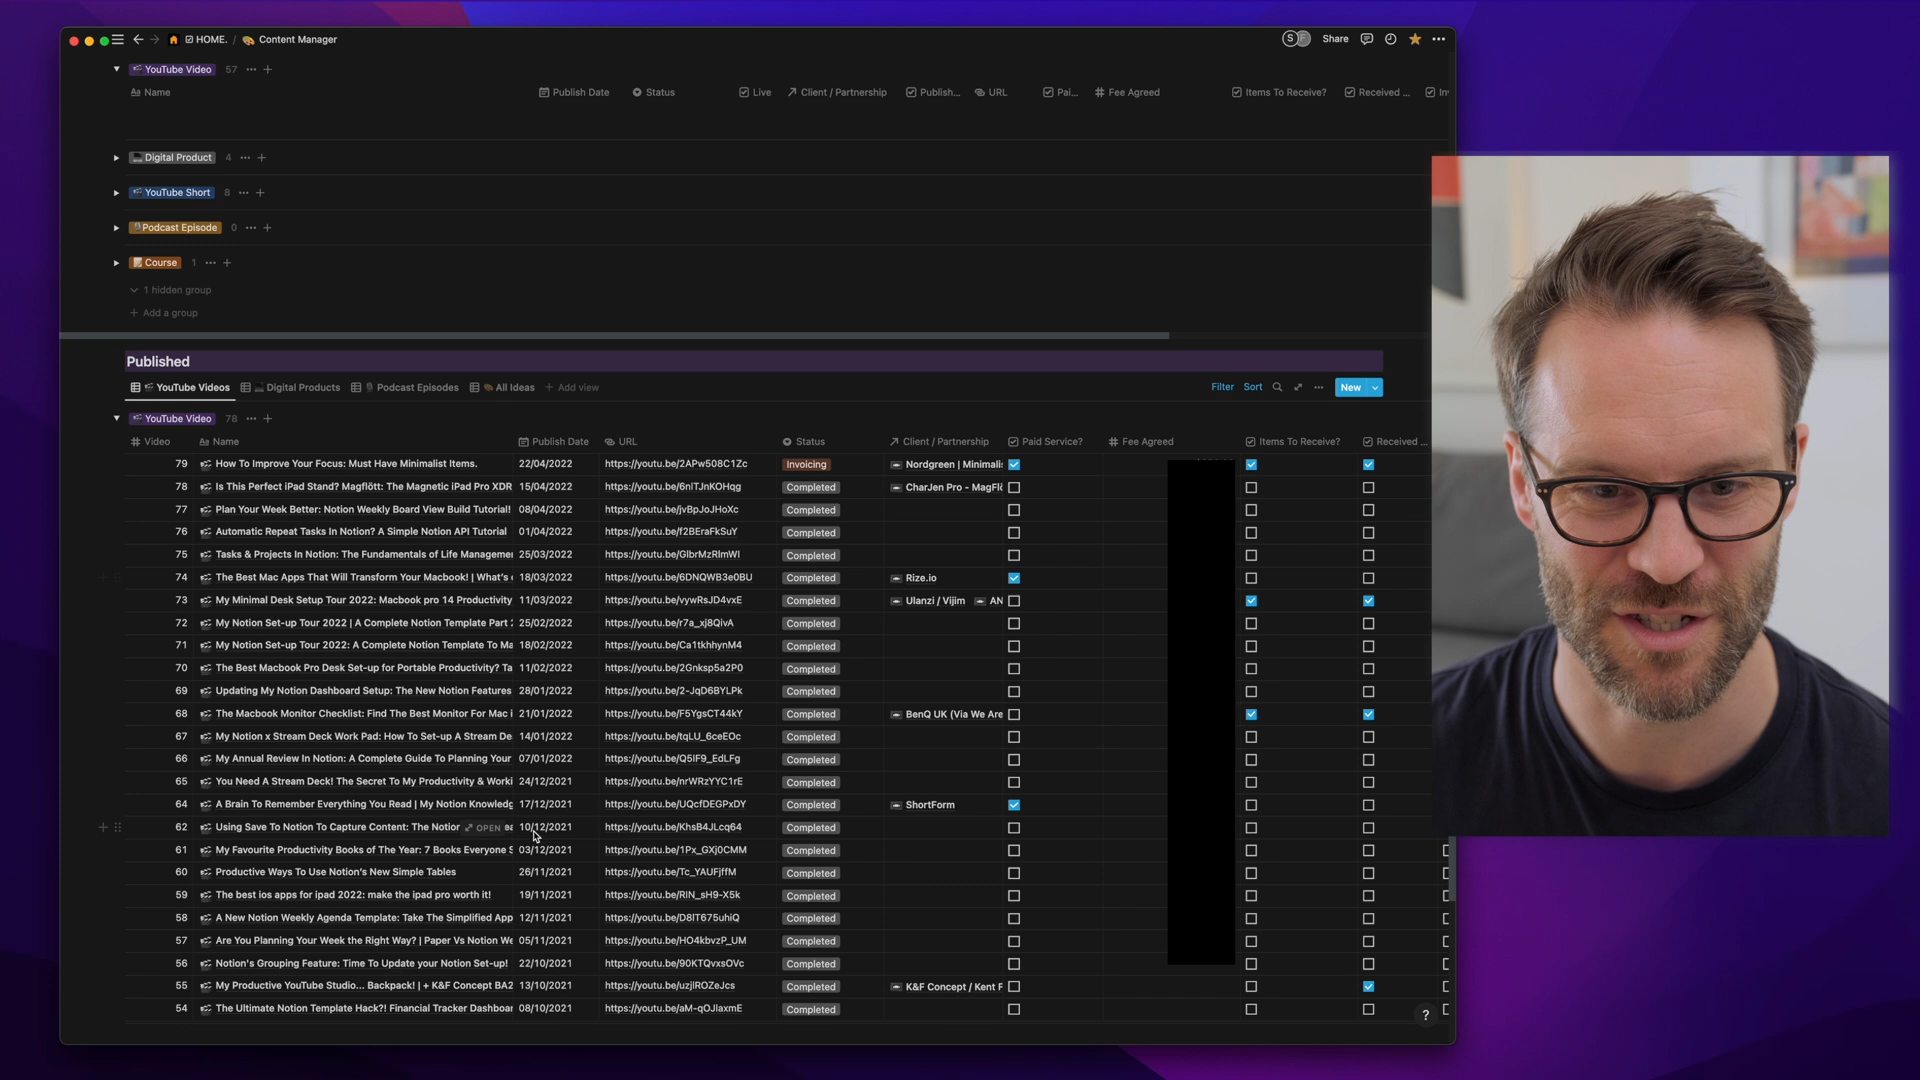 HOME. / Content Manager
S F Share
YouTube Video 57
Aa Name Publish Date Status Live Client / Partnership Publish... URL Pai... Fee Agreed Items To Receive? Received ... In
Digital Product 4
YouTube Short 8
Podcast Episode 0
Course 1
1 hidden group
+ Add a group
Published
YouTube Videos Digital Products Podcast Episodes All Ideas + Add view Filter Sort New
YouTube Video 78
Video Aa Name Publish Date URL Status Client / Partnership Paid Service? Fee Agreed Items To Receive? Received ...
79 How To Improve Your Focus: Must Have Minimalist Items. 22/04/2022 https://youtu.be/2APw508C1Zc Invoicing Nordgreen | Minimali
78 Is This Perfect iPad Stand? Magflött: The Magnetic iPad Pro XDR 15/04/2022 https://youtu.be/6nlTJnKOHqg Completed CharJen Pro - MagFl
77 Plan Your Week Better: Notion Weekly Board View Build Tutorial! 08/04/2022 https://youtu.be/jvBpJoJHoXc Completed
76 Automatic Repeat Tasks In Notion? A Simple Notion API Tutorial 01/04/2022 https://youtu.be/f2BEraFkSuY Completed
75 Tasks & Projects In Notion: The Fundamentals of Life Managemer 25/03/2022 https://youtu.be/GlbrMzRlmWI Completed
74 The Best Mac Apps That Will Transform Your Macbook! | What's 18/03/2022 https://youtu.be/6DNQWB3e0BU Completed Rize.io
73 My Minimal Desk Setup Tour 2022: Macbook pro 14 Productivity 11/03/2022 https://youtu.be/vywRsJD4vxE Completed Ulanzi / Vijim AN
72 My Notion Set-up Tour 2022 | A Complete Notion Template Part 25/02/2022 https://youtu.be/r7a_xj8QivA Completed
71 My Notion Set-up Tour 2022: A Complete Notion Template To Ma 18/02/2022 https://youtu.be/Ca1tkhhynM4 Completed
70 The Best Macbook Pro Desk Set-up for Portable Productivity? Ta 11/02/2022 https://youtu.be/2Gnksp5a2P0 Completed
69 Updating My Notion Dashboard Setup: The New Notion Features 28/01/2022 https://youtu.be/2-JqD6BYLPk Completed
68 The Macbook Monitor Checklist: Find The Best Monitor For Mac i 21/01/2022 https://youtu.be/F5YgsCT44kY Completed BenQ UK (Via We Are
67 My Notion x Stream Deck Work Pad: How To Set-up A Stream De 14/01/2022 https://youtu.be/tqLU_6ceEOc Completed
66 My Annual Review In Notion: A Complete Guide To Planning Your 07/01/2022 https://youtu.be/Q5IF9_EdLFg Completed
65 You Need A Stream Deck! The Secret To My Productivity & Worki 24/12/2021 https://youtu.be/nrWRzYYC1rE Completed
64 A Brain To Remember Everything You Read | My Notion Knowledg 17/12/2021 https://youtu.be/UQcfDEGPxDY Completed ShortForm
62 Using Save To Notion To Capture Content: The Notion OPEN 10/12/2021 https://youtu.be/KhsB4JLcq64 Completed
61 My Favourite Productivity Books of The Year: 7 Books Everyone S 03/12/2021 https://youtu.be/1Px_GXj0CMM Completed
60 Productive Ways To Use Notion's New Simple Tables 26/11/2021 https://youtu.be/Tc_YAUFjffM Completed
59 The best ios apps for ipad 2022: make the ipad pro worth it! 19/11/2021 https://youtu.be/RlN_sH9-X5k Completed
58 A New Notion Weekly Agenda Template: Take The Simplified App 12/11/2021 https://youtu.be/D8lT675uhiQ Completed
57 Are You Planning Your Week the Right Way? | Paper Vs Notion We 05/11/2021 https://youtu.be/HO4kbvzP_UM Completed
56 Notion's Grouping Feature: Time To Update your Notion Set-up! 22/10/2021 https://youtu.be/90KTQvxsOVc Completed
55 My Productive YouTube Studio... Backpack! | + K&F Concept BA2 13/10/2021 https://youtu.be/uzjlROZeJcs Completed K&F Concept / Kent F
54 The Ultimate Notion Template Hack?! Financial Tracker Dashboar 08/10/2021 https://youtu.be/aM-qOJlaxmE Completed
?